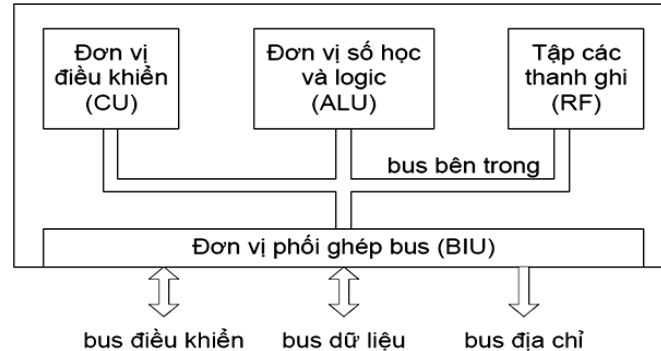 Đơn vị
điều khiển
(CU)
Đơn vị số học
và logic
(ALU)
Tập các
thanh ghi
(RF)
bus bên trong
Đơn vị phối ghép bus (BIU)
bus điều khiển
bus dữ liệu
bus địa chỉ